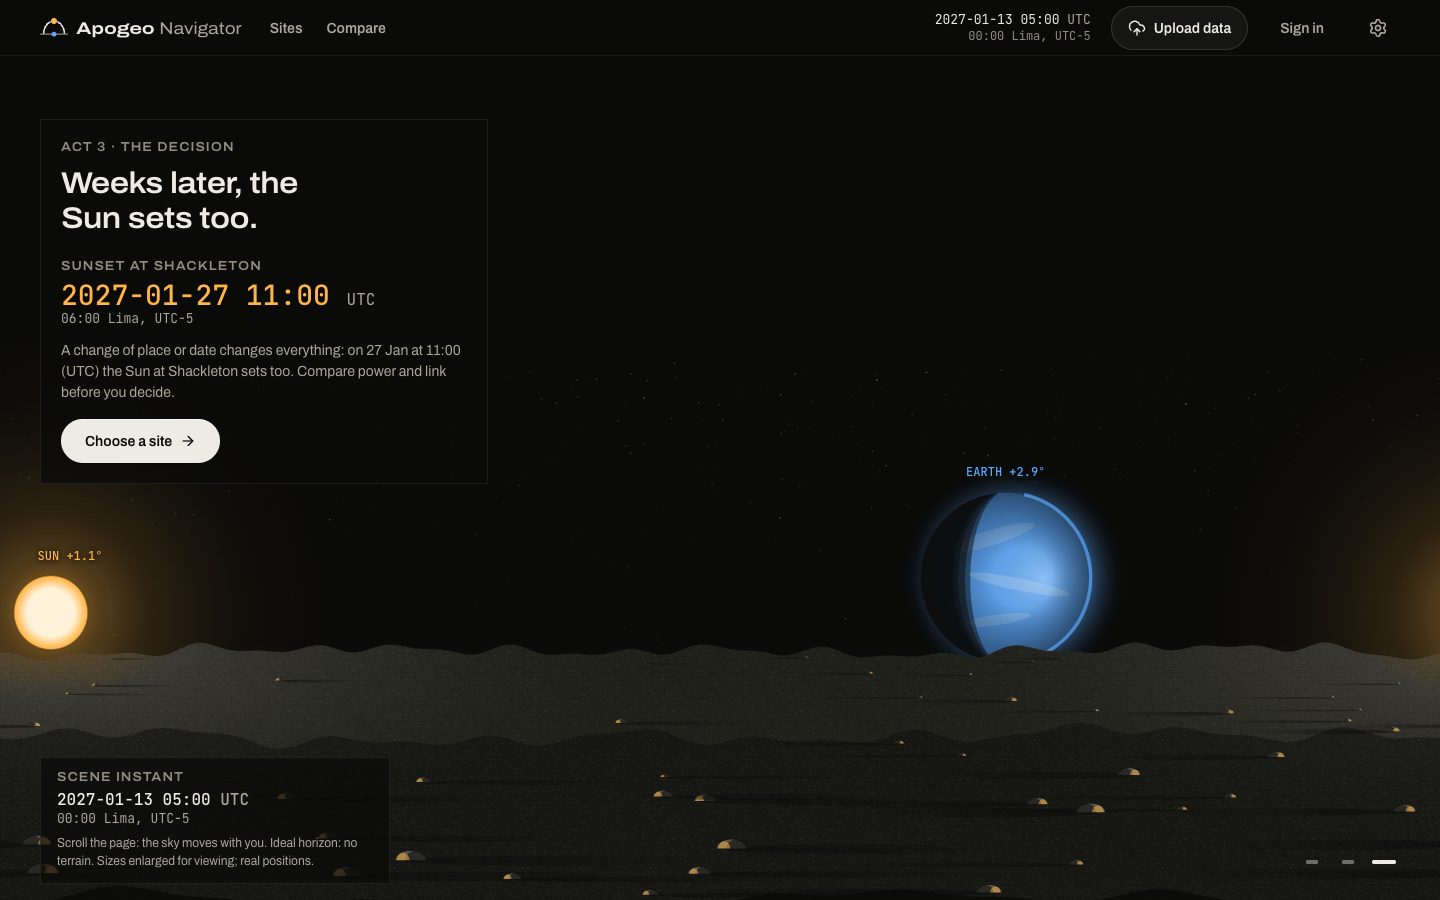 Apogeo Navigator
Sites
Compare
2027-01-13 05:00 UTC
00:00 Lima, UTC-5
Upload data
Sign in
ACT 3 · THE DECISION
Weeks later, the
Sun sets too.
SUNSET AT SHACKLETON
2027-01-27 11:00 UTC
06:00 Lima, UTC-5
A change of place or date changes everything: on 27 Jan at 11:00
(UTC) the Sun at Shackleton sets too. Compare power and link
before you decide.
Choose a site
EARTH +2.9°
SUN +1.1°
SCENE INSTANT
2027-01-13 05:00 UTC
00:00 Lima, UTC-5
Scroll the page: the sky moves with you. Ideal horizon: no
terrain. Sizes enlarged for viewing; real positions.